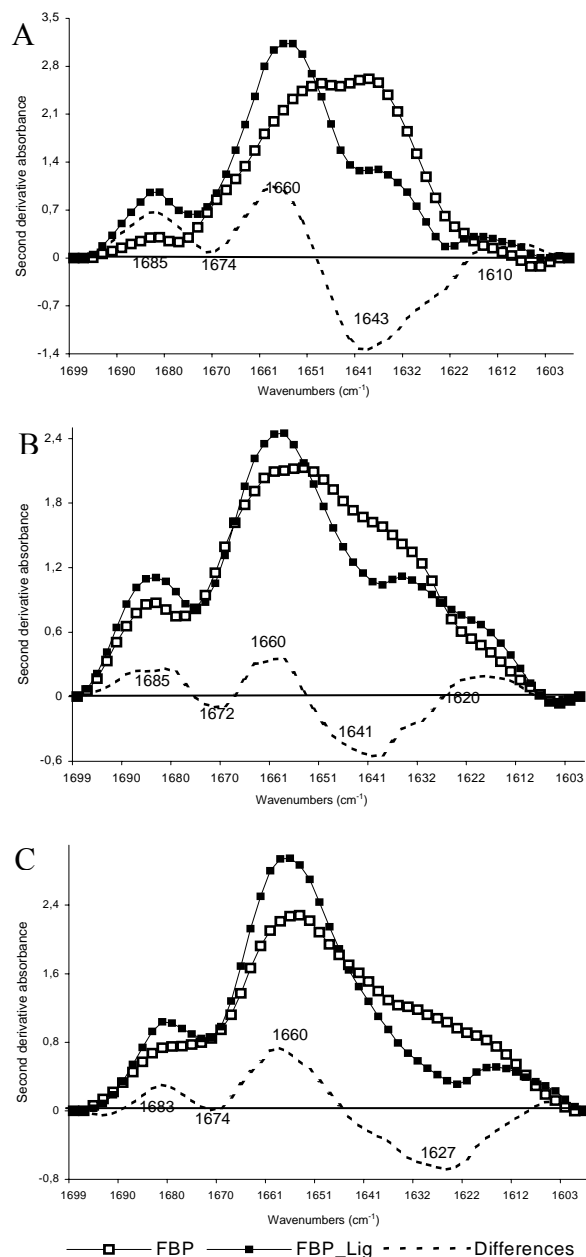 A
3,5
2,8
2,1
1,4
0,7
0
-0,7
-1,4
Second derivative absorbance
1685
1674
1660
1643
1610
1699 1690 1680 1670 1661 1651 1641 1632 1622 1612 1603
Wavenumbers (cm-1)
B
2,4
1,8
1,2
0,6
0
-0,6
Second derivative absorbance
1685
1672
1660
1641
1620
1699 1690 1680 1670 1661 1651 1641 1632 1622 1612 1603
Wavenumbers (cm-1)
C
2,4
1,6
0,8
0
-0,8
Second derivative absorbance
1683
1674
1660
1627
1699 1690 1680 1670 1661 1651 1641 1632 1622 1612 1603
Wavenumbers (cm-1)
FBP FBP_Lig Differences